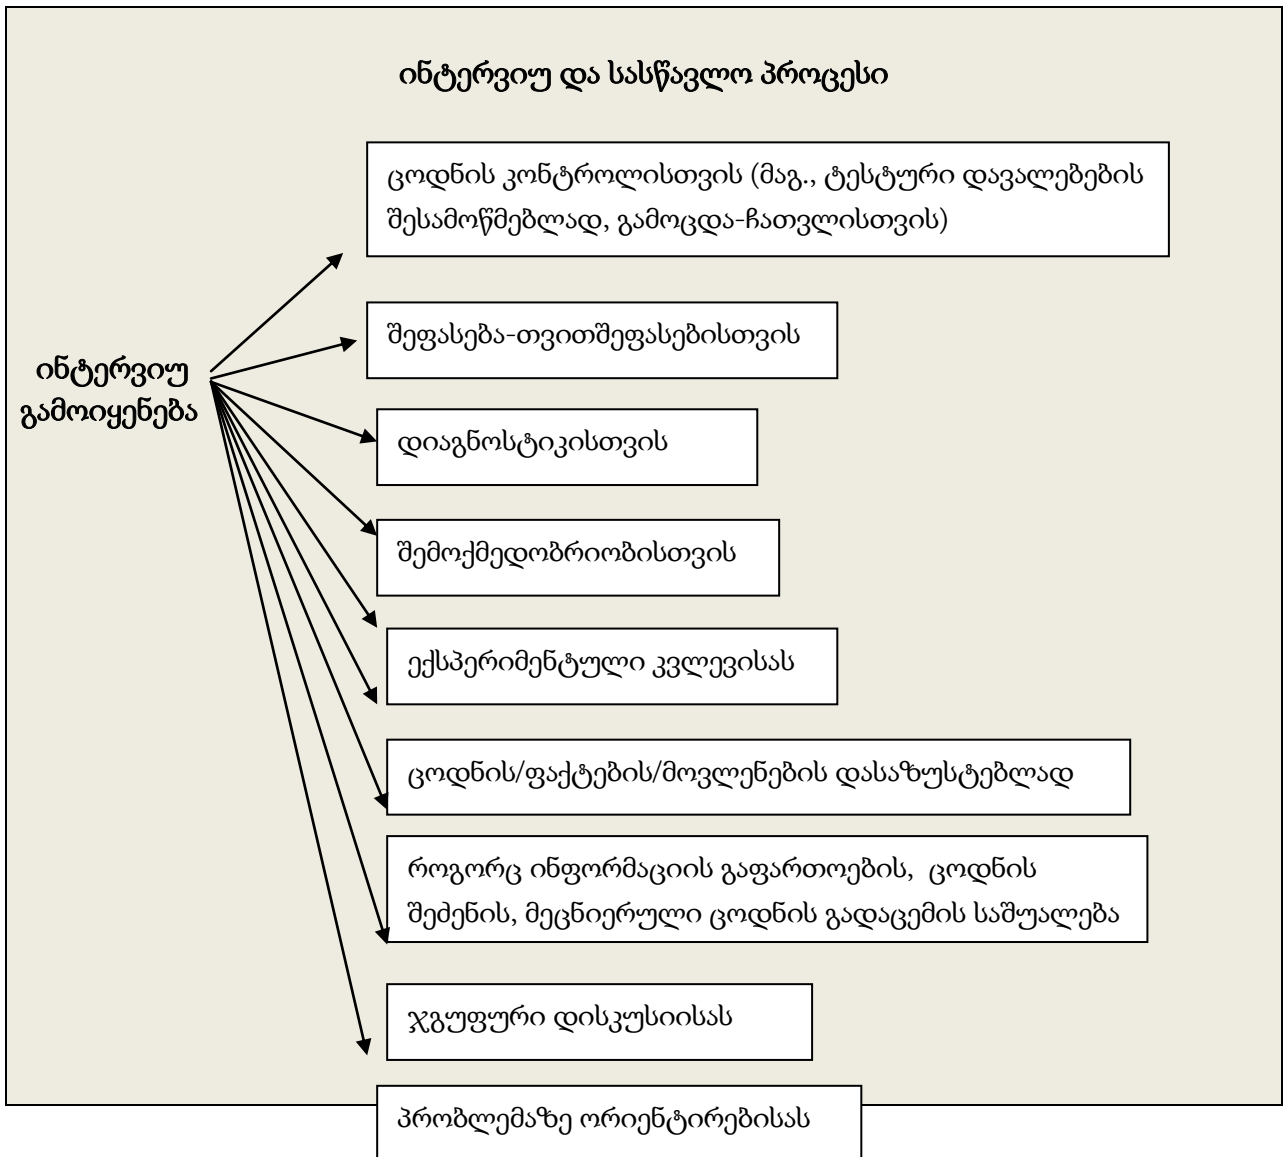 ინტერვიუ და სასწავლო პროცესი
ცოდნის კონტროლისთვის (მაგ., ტესტური დავალებების
შესამოწმებლად, გამოცდა-ჩათვლისთვის)
შეფასება-თვითშეფასებისთვის
ინტერვიუ
გამოიყენება
დიაგნოსტიკისთვის
შემოქმედობრიობისთვის
ექსპერიმენტული კვლევისას
ცოდნის/ფაქტების/მოვლენების დასაზუსტებლად
როგორც ინფორმაციის გაფართოების, ცოდნის
შეძენის, მეცნიერული ცოდნის გადაცემის საშუალება
ჯგუფური დისკუსიისას
პრობლემაზე ორიენტირებისას